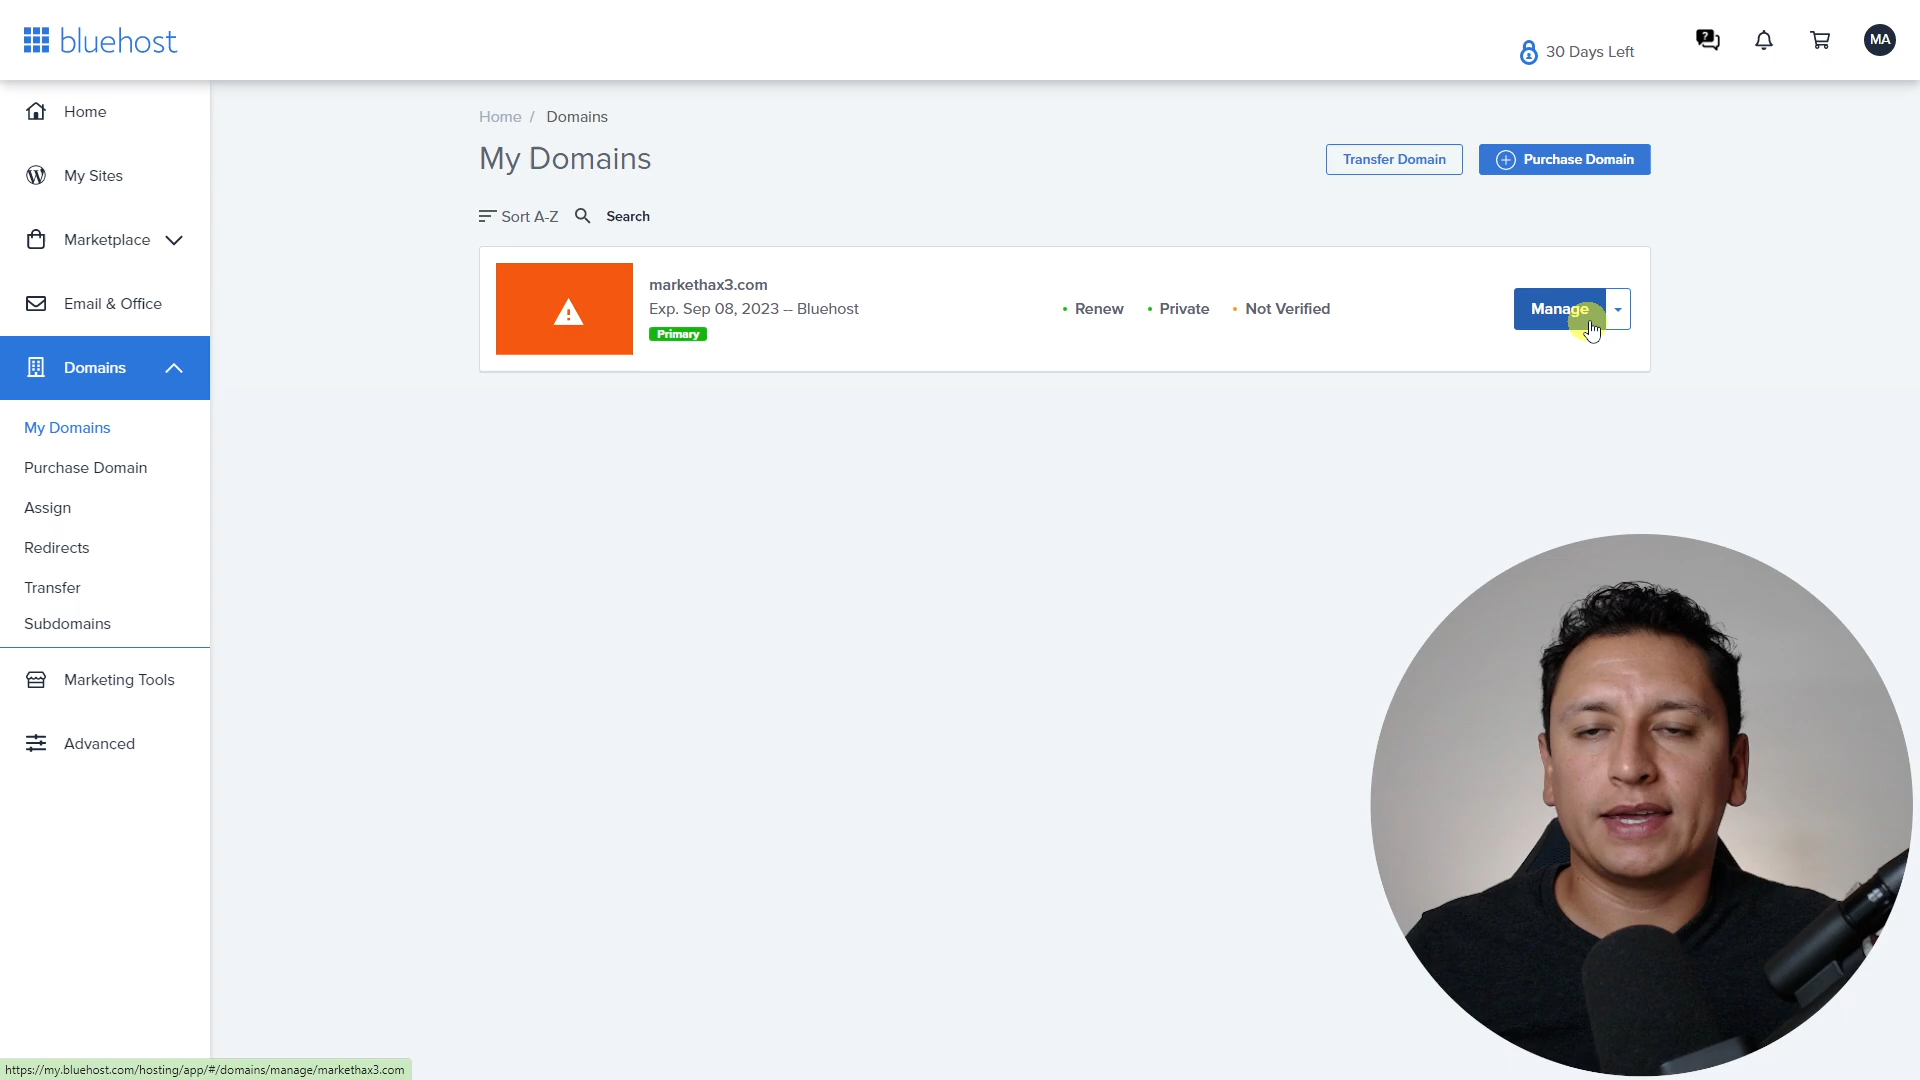 bluehost
30 Days Left
MA
Home
My Sites
Marketplace
Email & Office
Domains
My Domains
Purchase Domain
Assign
Redirects
Transfer
Subdomains
Marketing Tools
Advanced
Home / Domains
My Domains
Transfer Domain
Purchase Domain
Sort A-Z
Search
markethax3.com
Exp. Sep 08, 2023 -- Bluehost
Primary
• Renew • Private • Not Verified
Manage
https://my.bluehost.com/hosting/app/#/domains/manage/markethax3.com